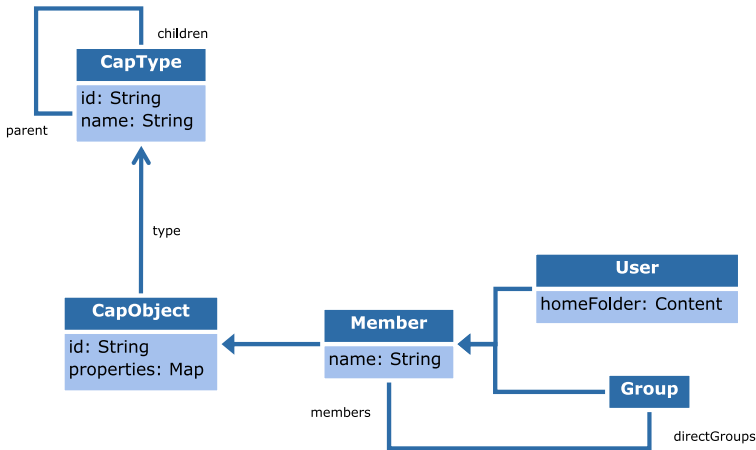 children
CapType
id: String
name: String
parent
type
User
homeFolder: Content
CapObject
id: String
properties: Map
Member
name: String
Group
members
directGroups